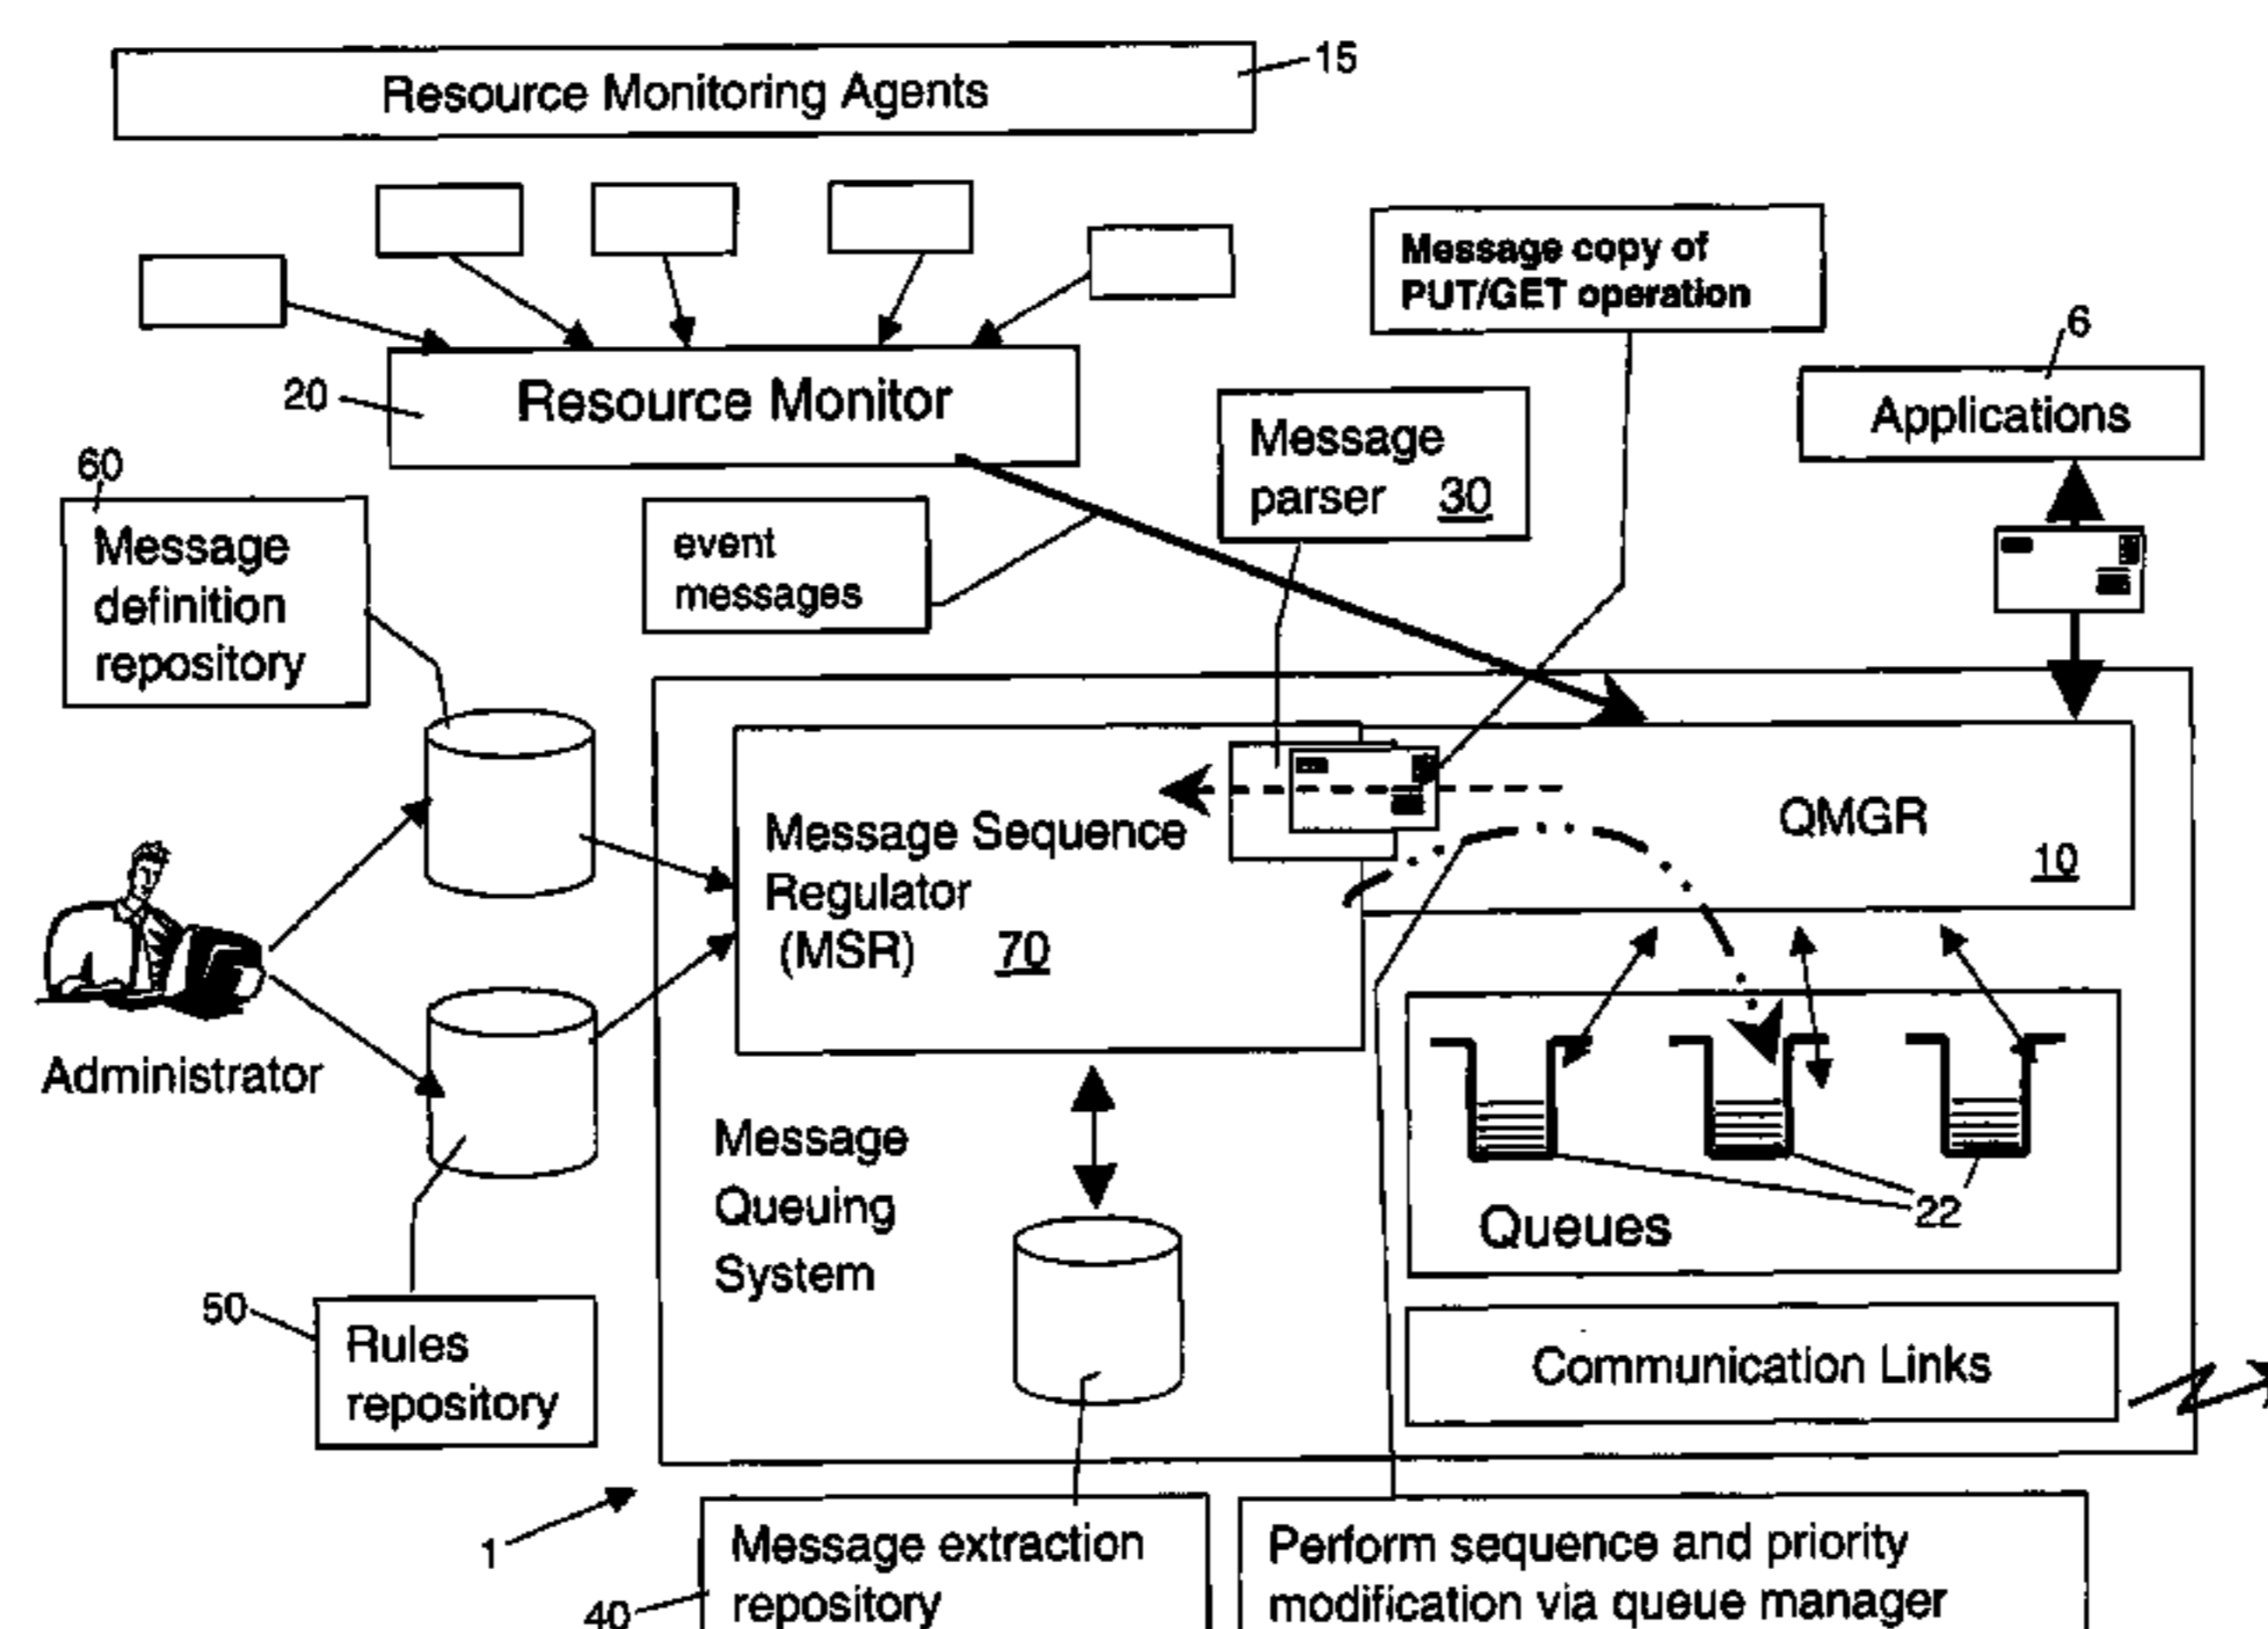 Resource Monitoring Agents
15
Message copy of
PUT/GET operation
6
Applications
20
Resource Monitor
Message
parser 30
60
Message
definition
repository
event
messages
Message Sequence
Regulator
(MSR) 70
QMGR
10
Administrator
Message
Queuing
System
Queues
22
50
Rules
repository
Communication Links
1
Message extraction
repository
40
Perform sequence and priority
modification via queue manager